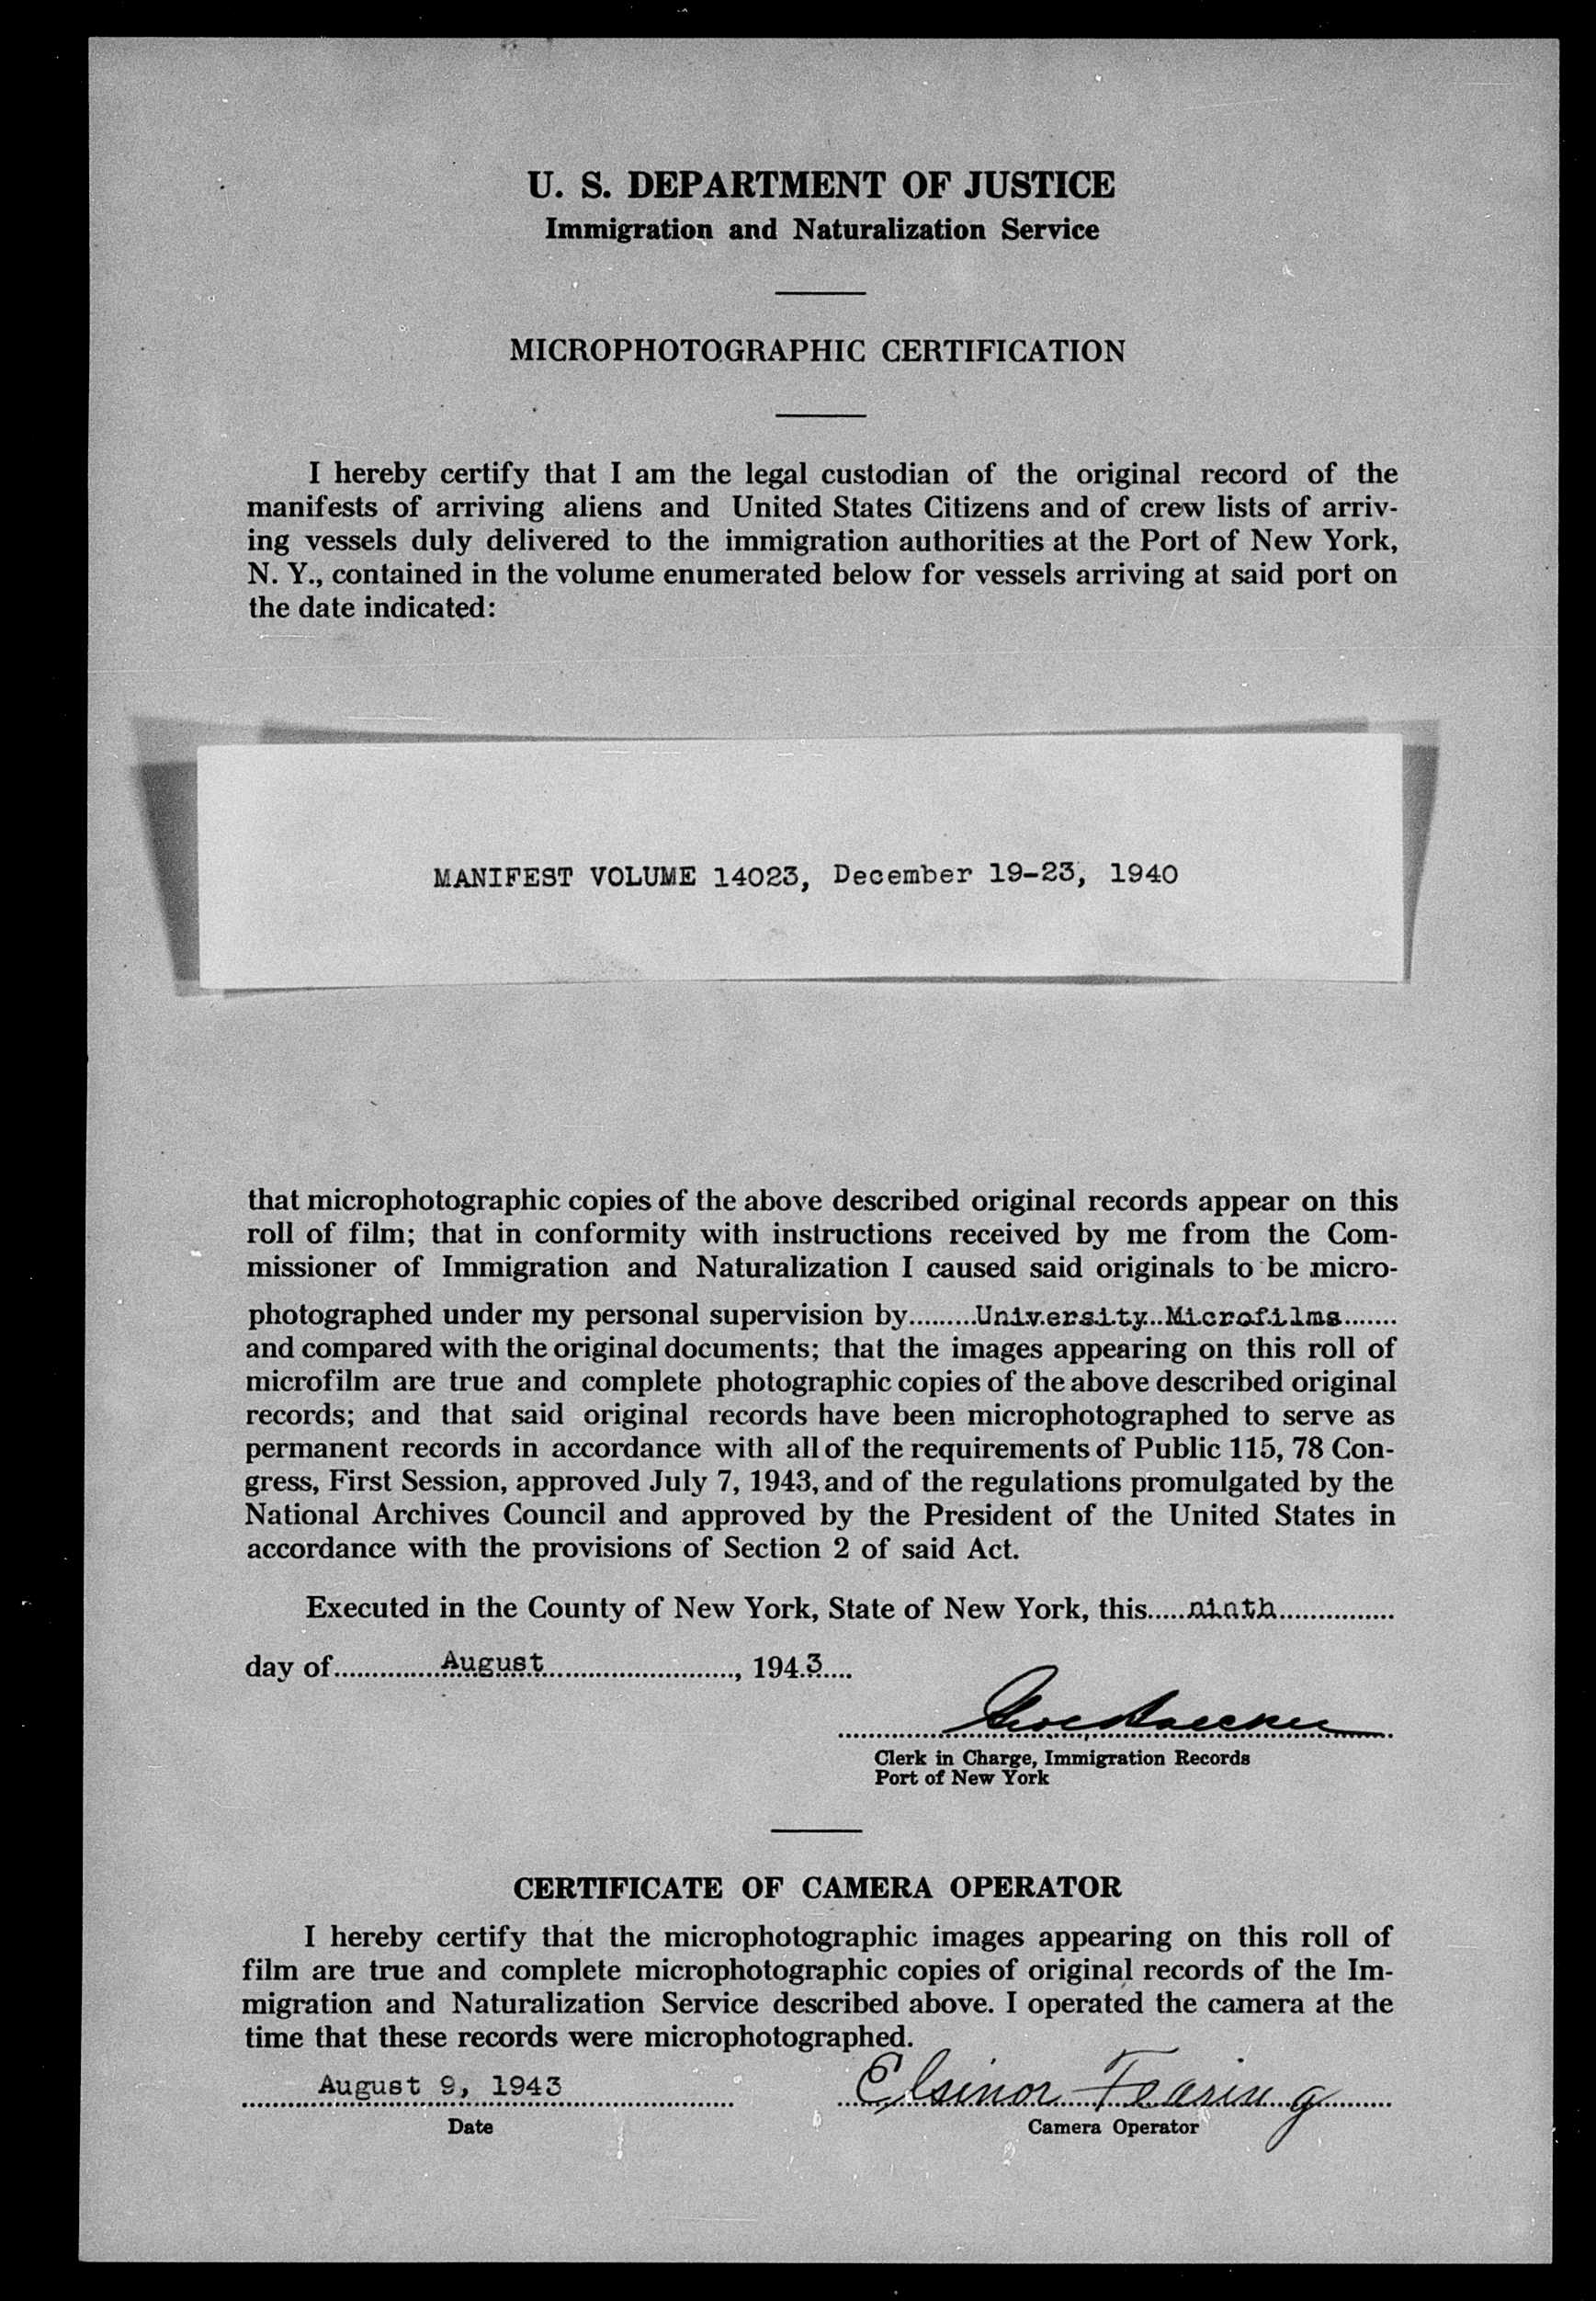 U. S. DEPARTMENT OF JUSTICE
Immigration and Naturalization Service
MICROPHOTOGRAPHIC CERTIFICATION
I hereby certify that I am the legal custodian of the original record of the
manifests of arriving aliens and United States Citizens and of crew lists of arriv-
ing vessels duly delivered to the immigration authorities at the Port of New York,
N. Y., contained in the volume enumerated below for vessels arriving at said port on
the date indicated:
MANIFEST VOLUME 14023, December 19-23, 1940
that microphotographic copies of the above described original records appear on this
roll of film; that in conformity with instructions received by me from the Com-
missioner of Immigration and Naturalization I caused said originals to be micro-
photographed under my personal supervision by University Microfilms
and compared with the original documents; that the images appearing on this roll of
microfilm are true and complete photographic copies of the above described original
records; and that said original records have been microphotographed to serve as
permanent records in accordance with all of the requirements of Public 115, 78 Con-
gress, First Session, approved July 7, 1943, and of the regulations promulgated by the
National Archives Council and approved by the President of the United States in
accordance with the provisions of Section 2 of said Act.
Executed in the County of New York, State of New York, this ninth
day of August, 1943
Clerk in Charge, Immigration Records
Port of New York
CERTIFICATE OF CAMERA OPERATOR
I hereby certify that the microphotographic images appearing on this roll of
film are true and complete microphotographic copies of original records of the Im-
migration and Naturalization Service described above. I operated the camera at the
time that these records were microphotographed.
August 9, 1943 Elsinor Fearing
Date Camera Operator